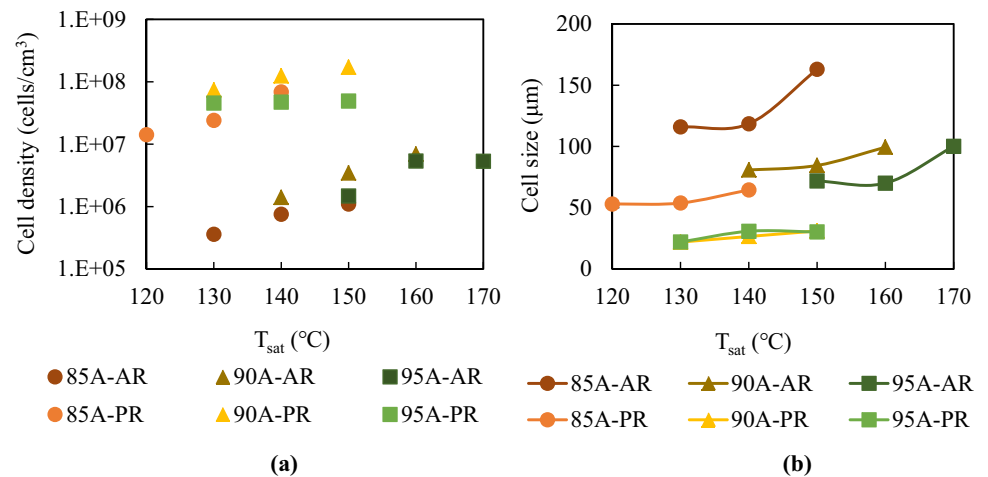 1.E+09
1.E+08
1.E+07
1.E+06
1.E+05
Cell density (cells/cm³)
120 130 140 150 160 170
T_sat (°C)
85A-AR 90A-AR 95A-AR
85A-PR 90A-PR 95A-PR
(a)
200
150
100
50
0
Cell size (μm)
120 130 140 150 160 170
T_sat (°C)
85A-AR 90A-AR 95A-AR
85A-PR 90A-PR 95A-PR
(b)